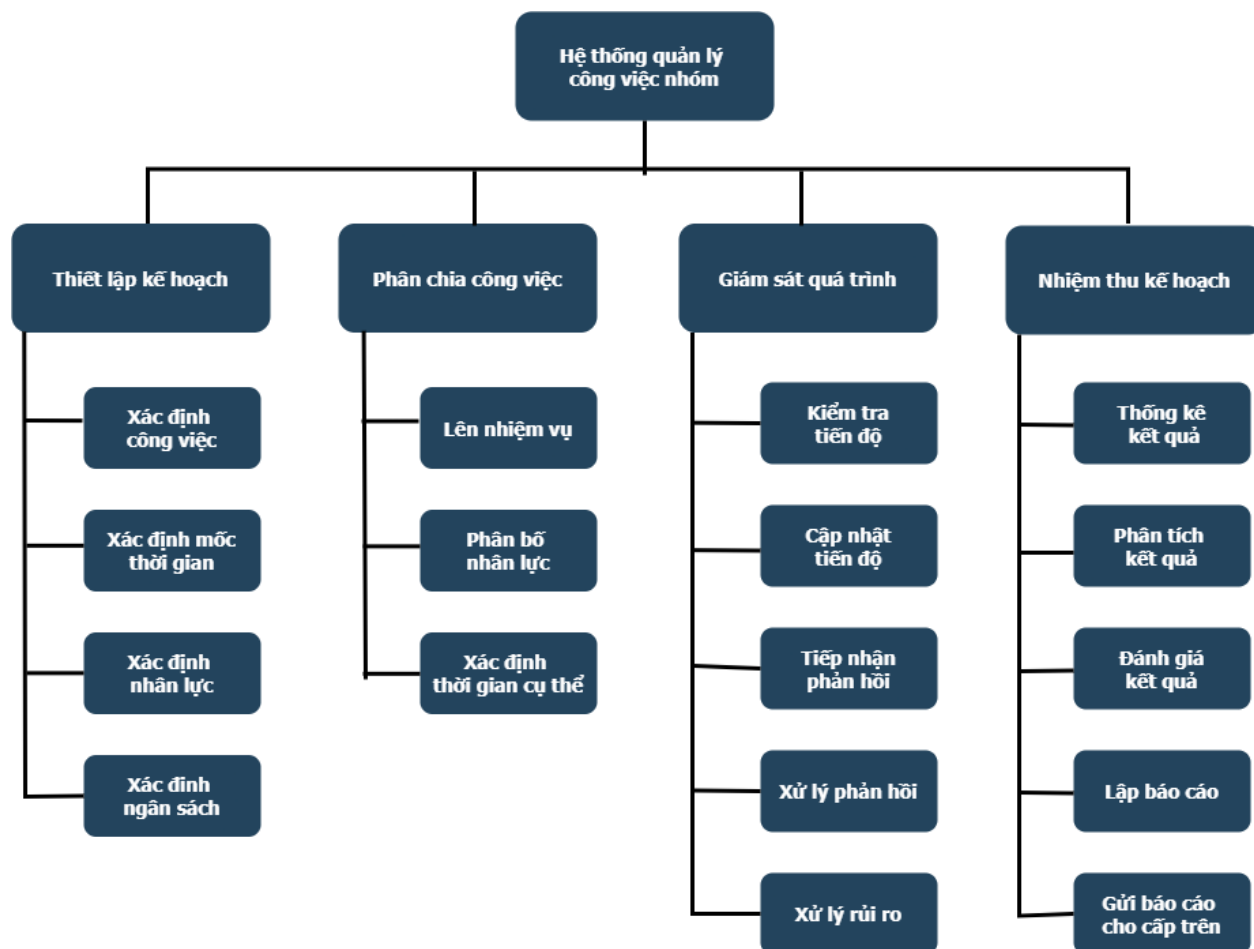 Hệ thống quản lý
công việc nhóm
Thiết lập kế hoạch
Phân chia công việc
Giám sát quá trình
Nhiệm thu kế hoạch
Xác định
công việc
Xác định mốc
thời gian
Xác định
nhân lực
Xác đinh
ngân sách
Lên nhiệm vụ
Phân bố
nhân lực
Xác định
thời gian cụ thể
Kiểm tra
tiến độ
Cập nhật
tiến độ
Tiếp nhận
phản hồi
Xử lý phản hồi
Xử lý rủi ro
Thống kê
kết quả
Phân tích
kết quả
Đánh giá
kết quả
Lập báo cáo
Gửi báo cáo
cho cấp trên